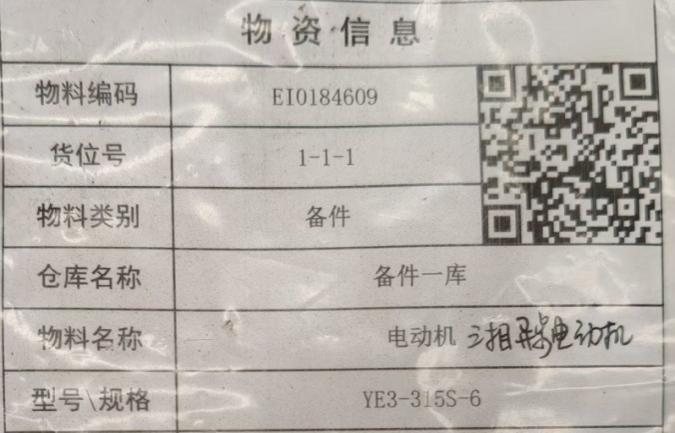 物资信息
物料编码 EI0184609
货位号 1-1-1
物料类别 备件
仓库名称 备件一库
物料名称 电动机 三相异步电动机
型号\规格 YE3-315S-6